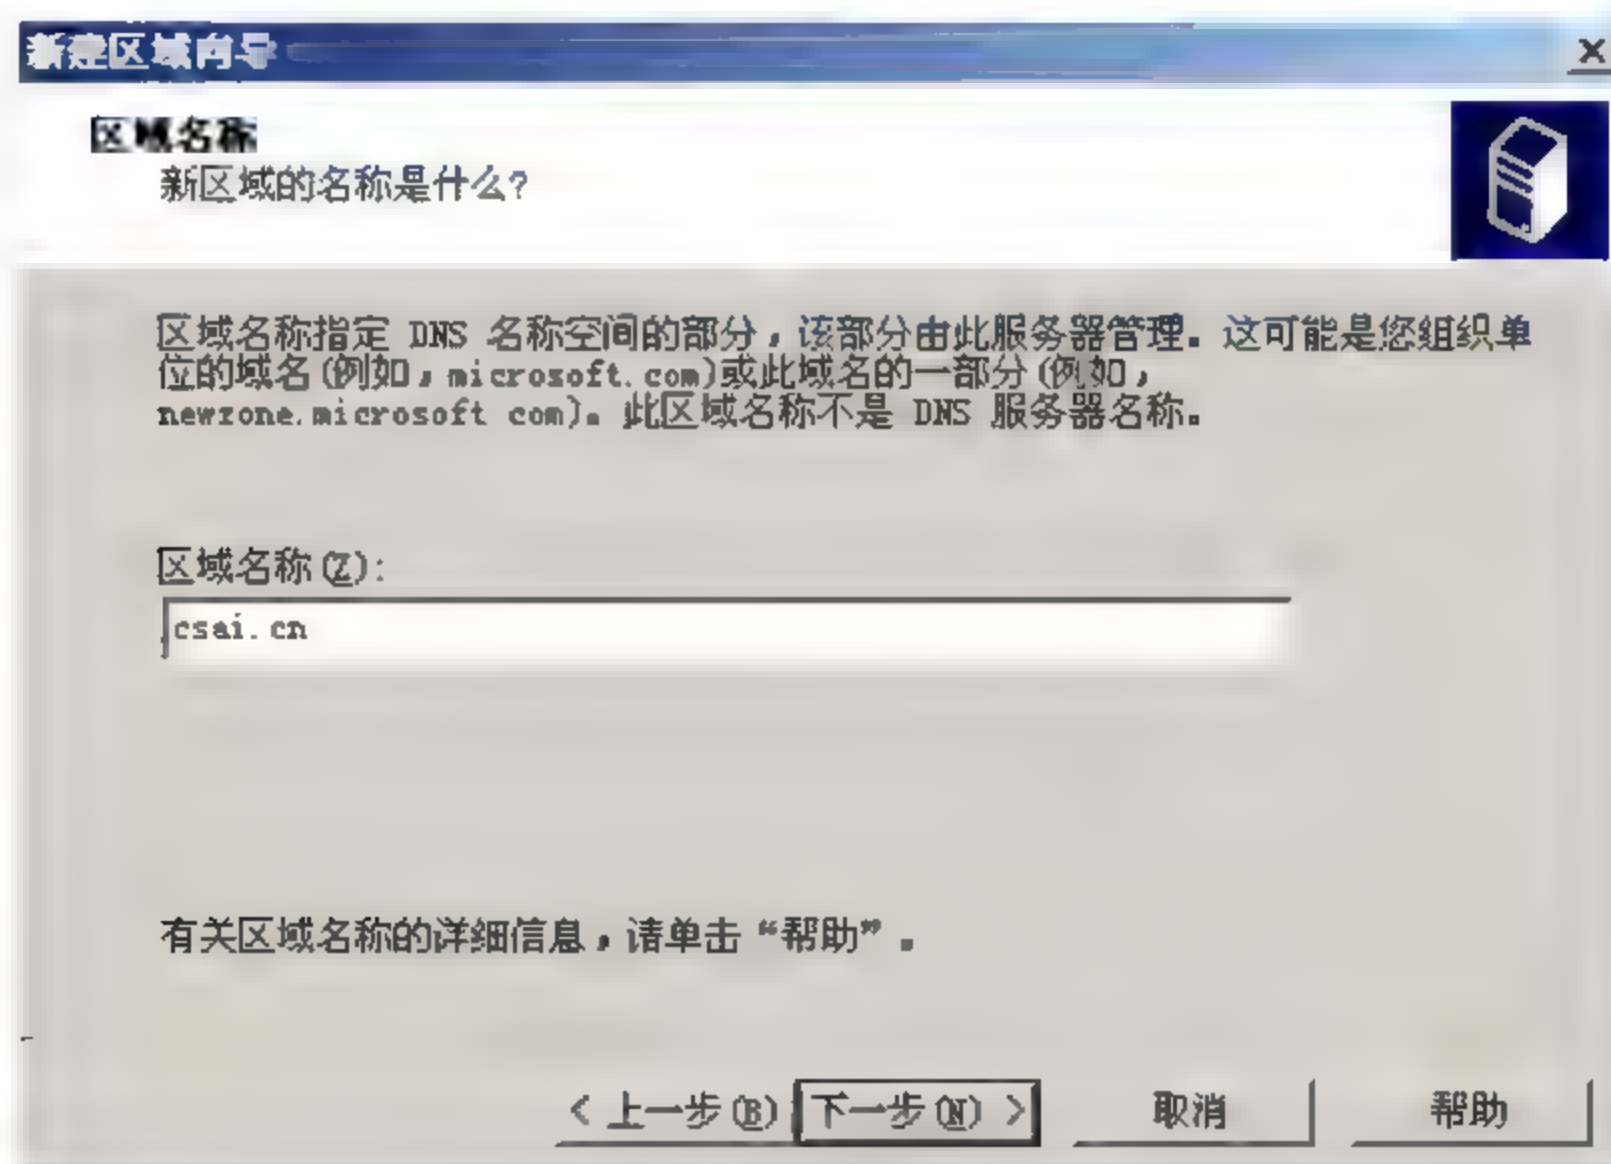 新建区域向导
区域名称
新区域的名称是什么?
区域名称指定 DNS 名称空间的部分，该部分由此服务器管理。这可能是您组织单
位的域名(例如，microsoft.com)或此域名的一部分(例如，
newzone.microsoft com)。此区域名称不是 DNS 服务器名称。
区域名称(Z):
csai.cn
有关区域名称的详细信息，请单击“帮助”。
< 上一步(B) 下一步(N) > 取消 帮助